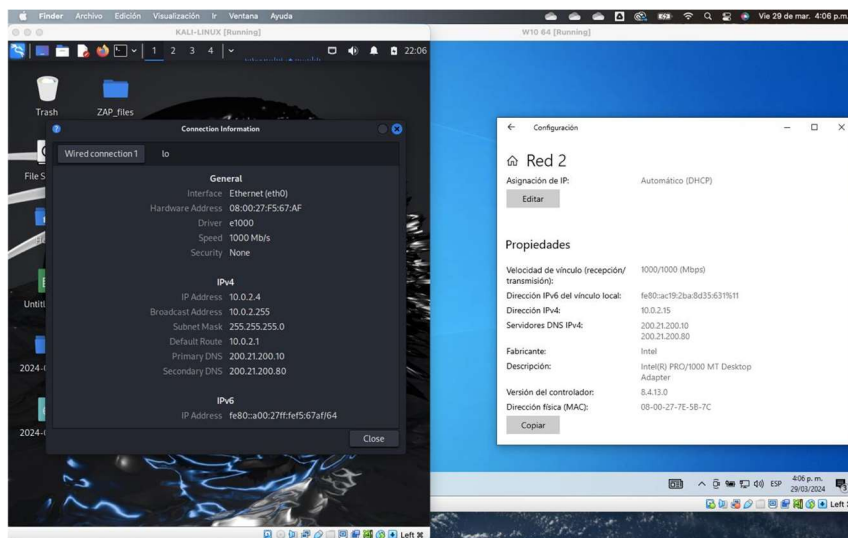 Finder Archivo Edición Visualización Ir Ventana Ayuda
Vie 29 de mar. 4:06 p.m.
KALI-LINUX [Running]
1 2 3 4
22:06
Trash
ZAP_files
File S
Untitl
2024-
2024-
Connection Information
Wired connection 1 lo
General
Interface Ethernet (eth0)
Hardware Address 08:00:27:F5:67:AF
Driver e1000
Speed 1000 Mb/s
Security None
IPv4
IP Address 10.0.2.4
Broadcast Address 10.0.2.255
Subnet Mask 255.255.255.0
Default Route 10.0.2.1
Primary DNS 200.21.200.10
Secondary DNS 200.21.200.80
IPv6
IP Address fe80::a00:27ff:fef5:67af/64
Close
Left ⌘
W10 64 [Running]
Configuración
Red 2
Asignación de IP: Automático (DHCP)
Editar
Propiedades
Velocidad de vínculo (recepción/ 1000/1000 (Mbps)
transmisión):
Dirección IPv6 del vínculo local: fe80::ac19:2ba:8d35:631%11
Dirección IPv4: 10.0.2.15
Servidores DNS IPv4: 200.21.200.10
200.21.200.80
Fabricante: Intel
Descripción: Intel(R) PRO/1000 MT Desktop
Adapter
Versión del controlador: 8.4.13.0
Dirección física (MAC): 08-00-27-7E-5B-7C
Copiar
ESP
4:06 p. m.
29/03/2024
3
Left